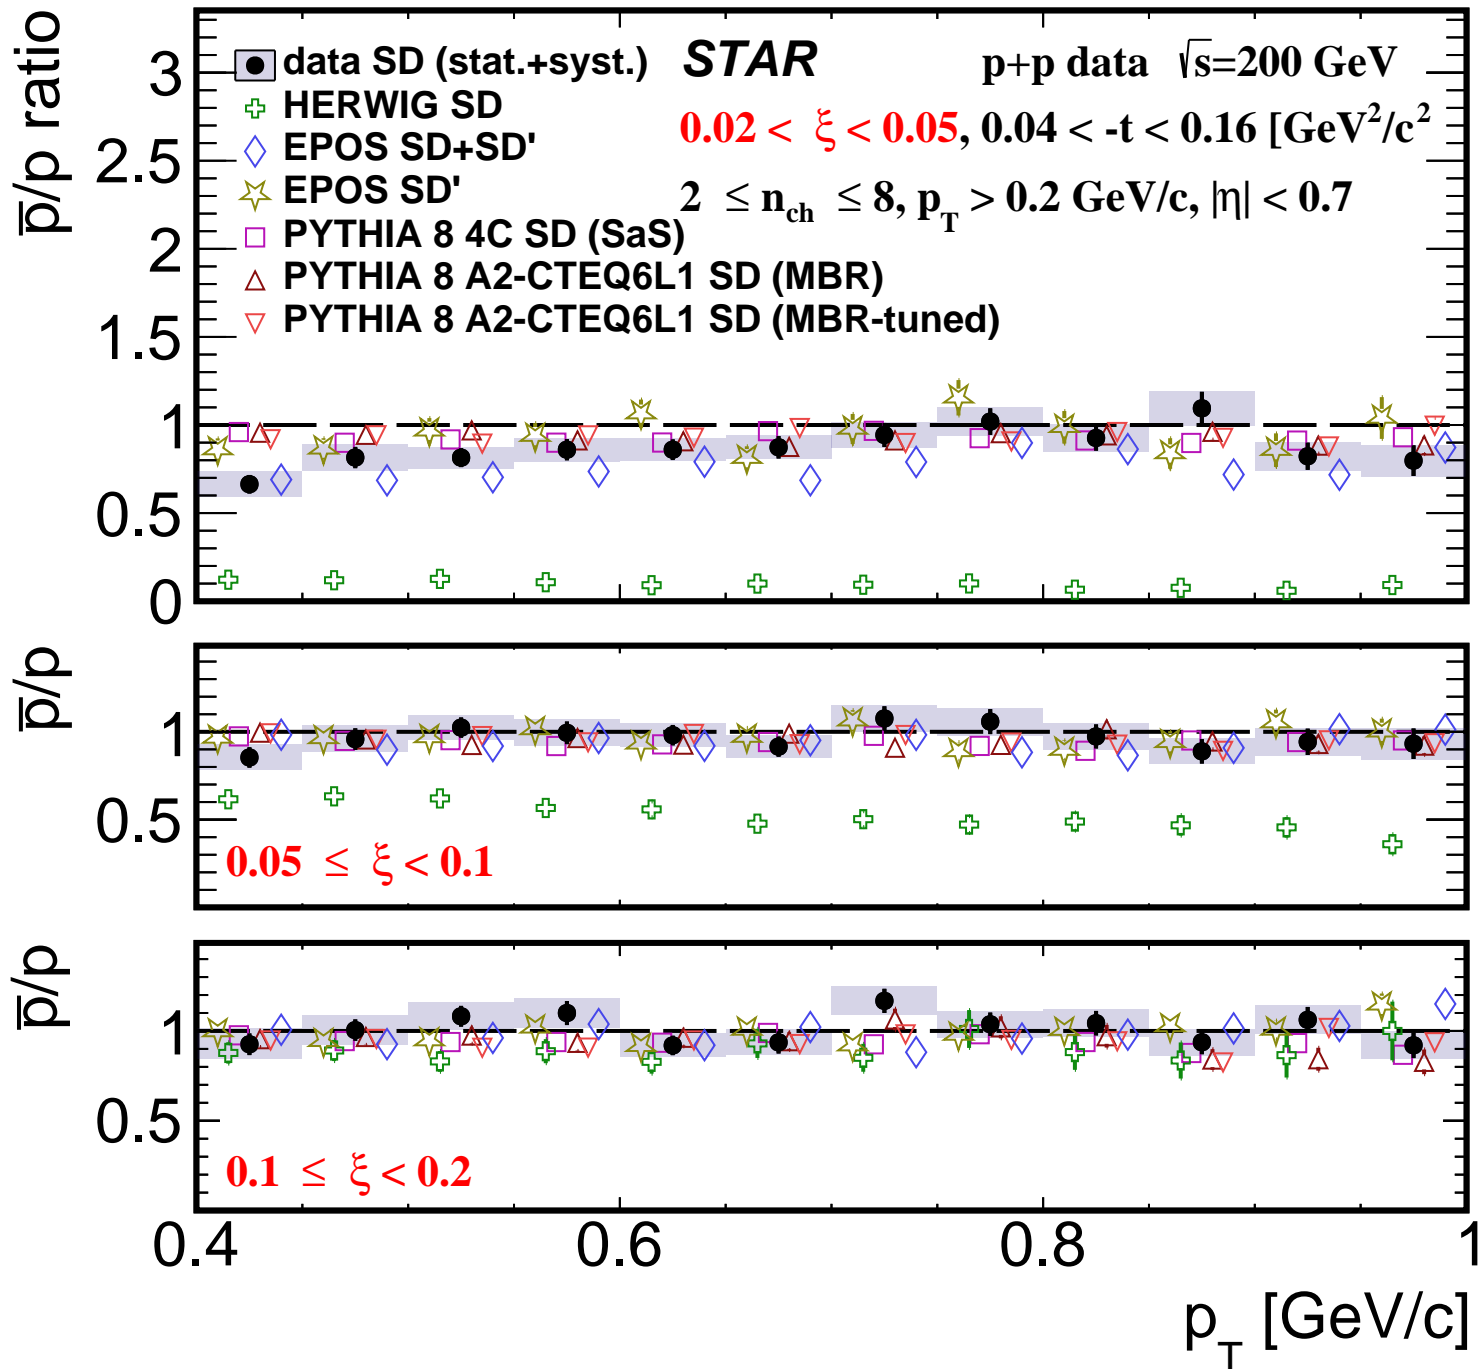 p̅/p ratio
3
2.5
2
1.5
1
0.5
0
data SD (stat.+syst.)
HERWIG SD
EPOS SD+SD'
EPOS SD'
PYTHIA 8 4C SD (SaS)
PYTHIA 8 A2-CTEQ6L1 SD (MBR)
PYTHIA 8 A2-CTEQ6L1 SD (MBR-tuned)
STAR p+p data √s=200 GeV
0.02 < ξ < 0.05, 0.04 < -t < 0.16 [GeV²/c²
2 ≤ n_ch ≤ 8, p_T > 0.2 GeV/c, |η| < 0.7
p̅/p
1
0.5
0.05 ≤ ξ < 0.1
p̅/p
1
0.5
0.1 ≤ ξ < 0.2
0.4 0.6 0.8 1
p_T [GeV/c]